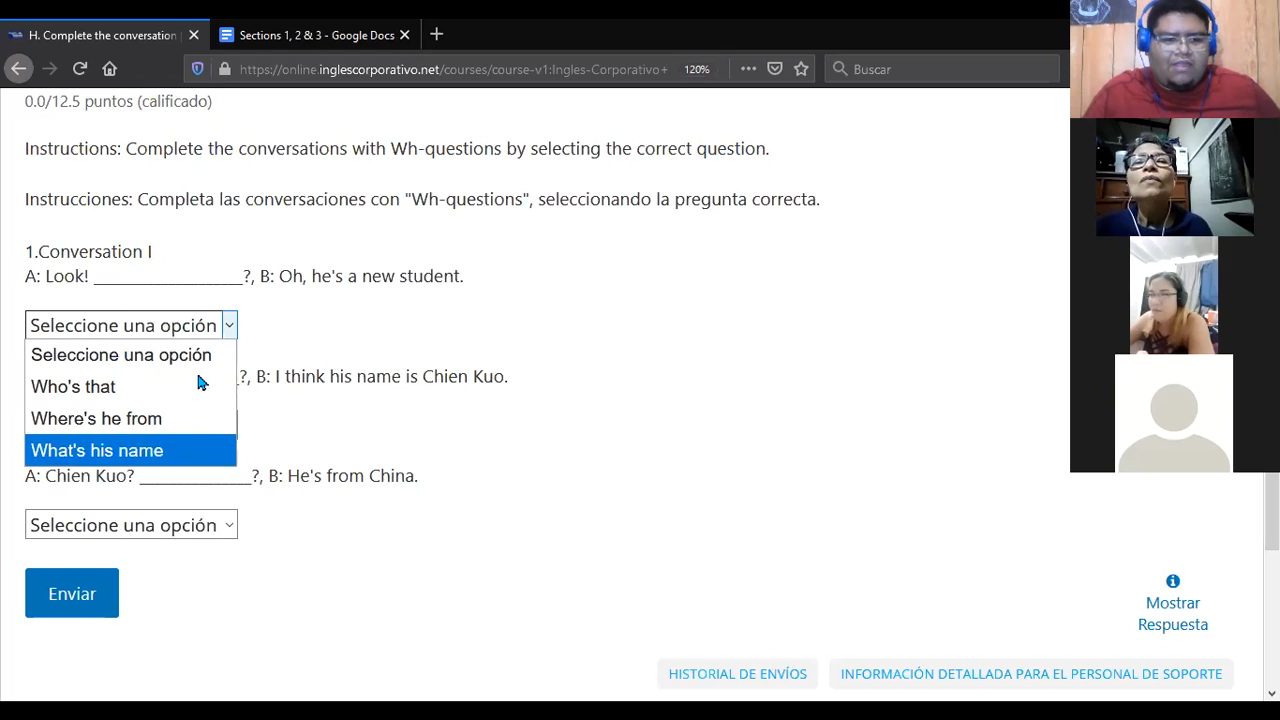 H. Complete the conversation
Sections 1, 2 & 3 - Google Docs
https://online.inglescorporativo.net/courses/course-v1:Ingles-Corporativo+
120%
Buscar
0.0/12.5 puntos (calificado)
Instructions: Complete the conversations with Wh-questions by selecting the correct question.
Instrucciones: Completa las conversaciones con "Wh-questions", seleccionando la pregunta correcta.
1.Conversation I
A: Look! ____________________?, B: Oh, he's a new student.
Seleccione una opción
Seleccione una opción
Who's that
Where's he from
What's his name
_?, B: I think his name is Chien Kuo.
A: Chien Kuo? _______________?, B: He's from China.
Seleccione una opción
Enviar
Mostrar
Respuesta
HISTORIAL DE ENVÍOS
INFORMACIÓN DETALLADA PARA EL PERSONAL DE SOPORTE